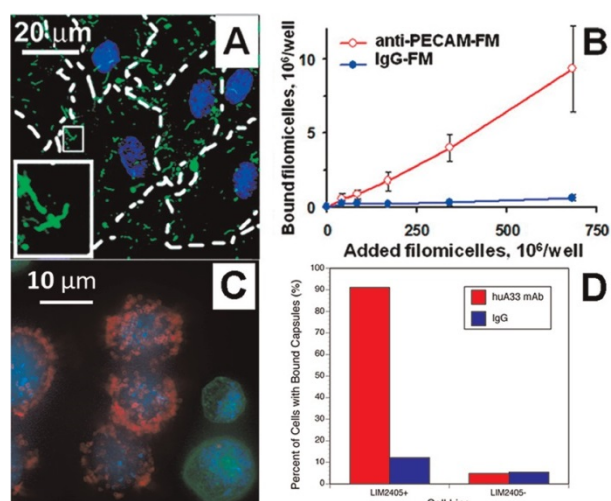 20 μm
A
B
anti-PECAM-FM
IgG-FM
Bound filomicelles, 10⁶/well
10
5
0
0 250 500 750
Added filomicelles, 10⁶/well
10 μm
C
D
huA33 mAb
IgG
Percent of Cells with Bound Capsules (%)
100
90
80
70
60
50
40
30
20
10
0
LIM2405+ LIM2405-